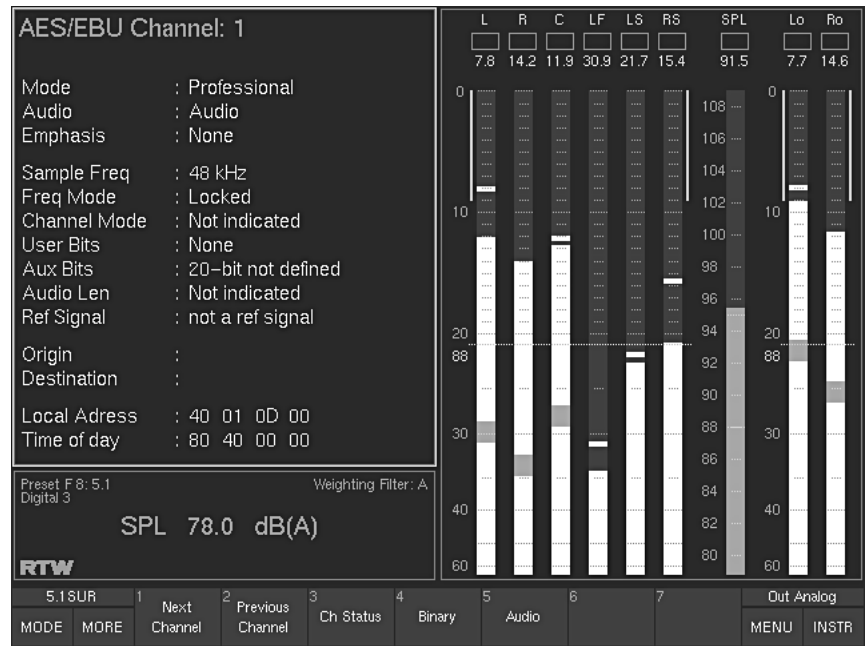 AES/EBU Channel: 1
Mode : Professional
Audio : Audio
Emphasis : None
Sample Freq : 48 kHz
Freq Mode : Locked
Channel Mode : Not indicated
User Bits : None
Aux Bits : 20-bit not defined
Audio Len : Not indicated
Ref Signal : not a ref signal
Origin :
Destination :
Local Adress : 40 01 0D 00
Time of day : 80 40 00 00
Preset F 8: 5.1 Weighting Filter: A
Digital 3
SPL 78.0 dB(A)
RTW
L R C LF LS RS SPL Lo Ro
7.8 14.2 11.9 30.9 21.7 15.4 91.5 7.7 14.6
0
10
20
88
30
40
60
108
106
104
102
100
98
96
94
92
90
88
86
84
82
80
0
10
20
88
30
40
60
5.1SUR
MODE MORE
1 Next Channel
2 Previous Channel
3 Ch Status
4 Binary
5 Audio
6
7
Out Analog
MENU INSTR